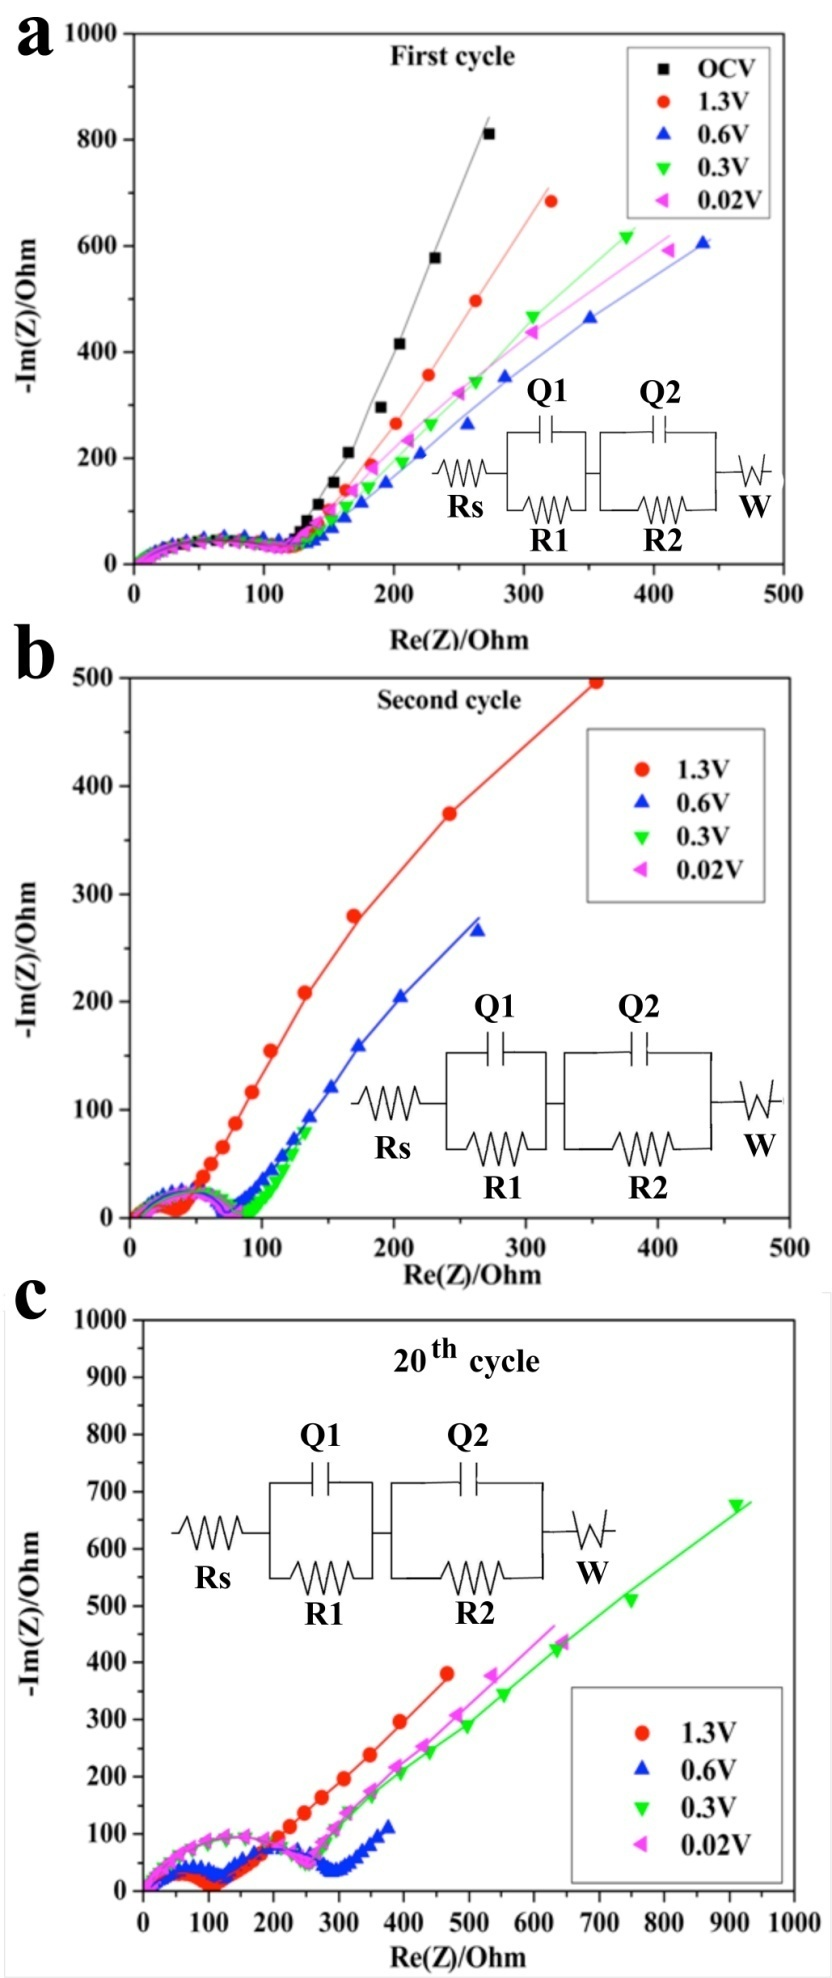 a
First cycle
OCV
1.3V
0.6V
0.3V
0.02V
1000
800
600
400
200
0
-Im(Z)/Ohm
Q1
Q2
Rs
R1
R2
W
0
100
200
300
400
500
Re(Z)/Ohm
b
Second cycle
1.3V
0.6V
0.3V
0.02V
500
400
300
200
100
0
-Im(Z)/Ohm
Q1
Q2
Rs
R1
R2
W
0
100
200
300
400
500
Re(Z)/Ohm
c
20th cycle
1000
900
800
700
600
500
400
300
200
100
0
-Im(Z)/Ohm
Q1
Q2
Rs
R1
R2
W
1.3V
0.6V
0.3V
0.02V
0
100
200
300
400
500
600
700
800
900
1000
Re(Z)/Ohm